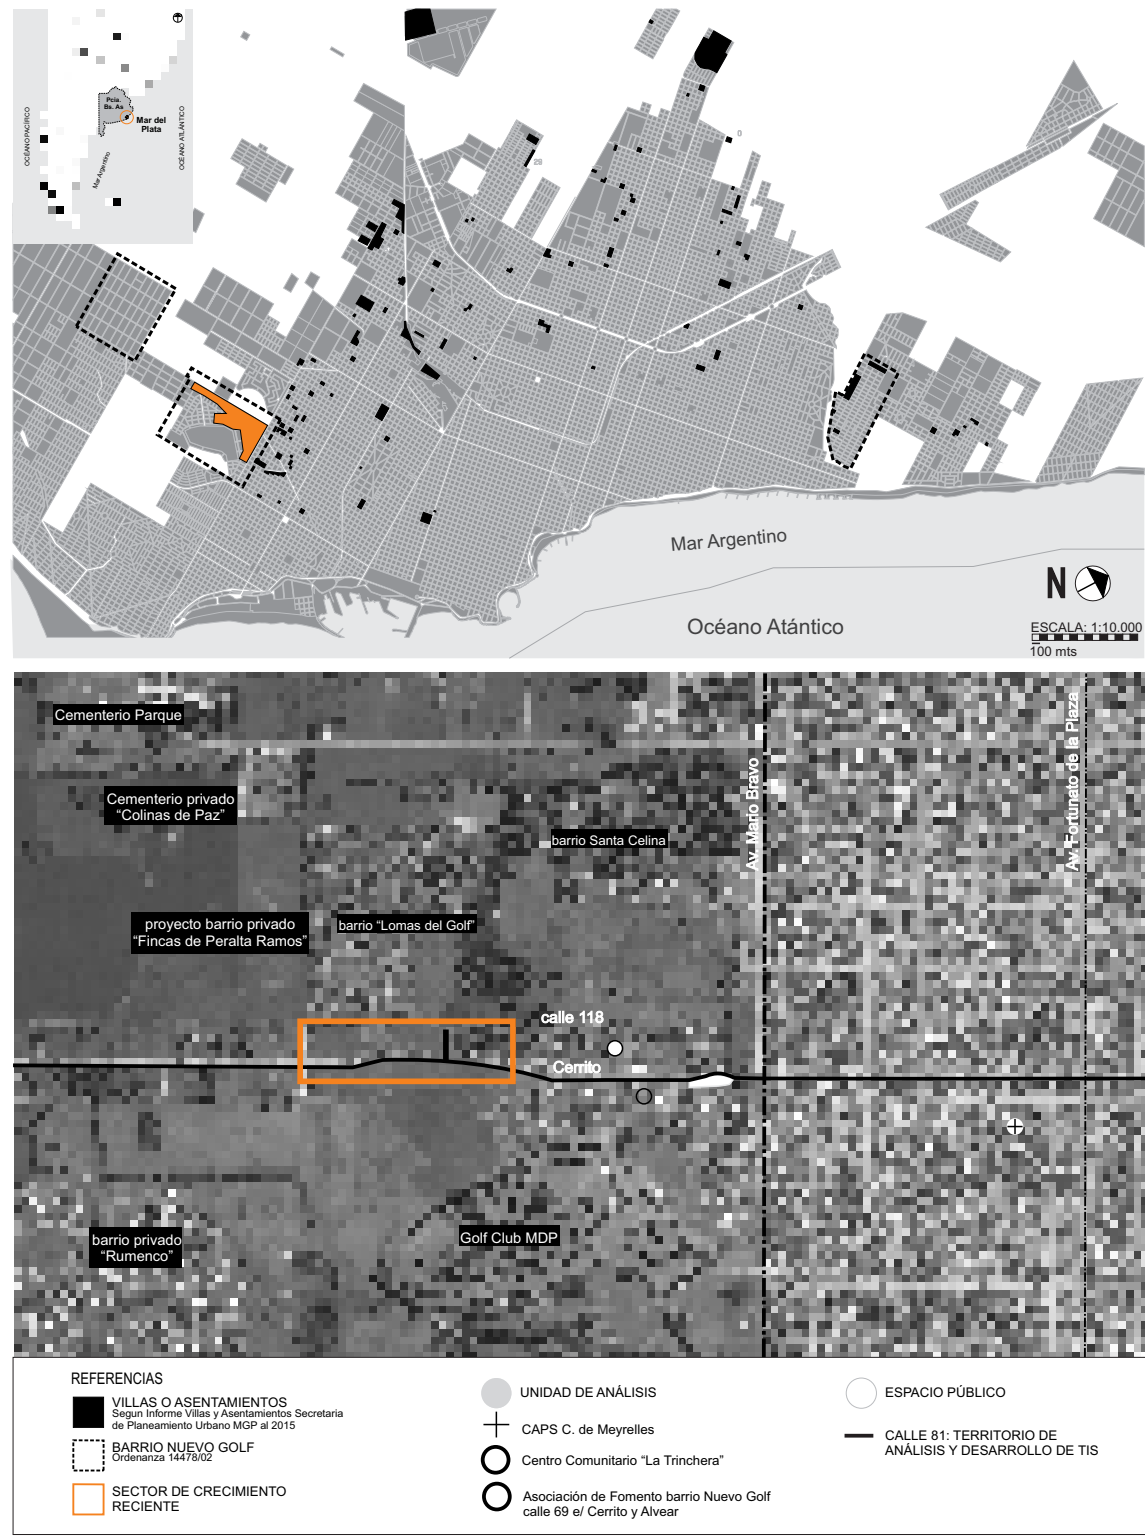 OCÉANO PACÍFICO
Pcia.
Bs. As
Mar del
Plata
Mar Argentino
OCÉANO ATLÁNTICO
29
0
Mar Argentino
Océano Atántico
N
ESCALA: 1:10.000
100 mts
Cementerio Parque
Cementerio privado
“Colinas de Paz”
barrio Santa Celina
Av. Mario Bravo
Av. Fortunato de la Plaza
proyecto barrio privado
“Fincas de Peralta Ramos”
barrio “Lomas del Golf”
calle 118
Cerrito
barrio privado
“Rumenco”
Golf Club MDP
REFERENCIAS
VILLAS O ASENTAMIENTOS
Segun Informe Villas y Asentamientos Secretaria
de Planeamiento Urbano MGP al 2015
BARRIO NUEVO GOLF
Ordenanza 14478/02
SECTOR DE CRECIMIENTO
RECIENTE
UNIDAD DE ANÁLISIS
CAPS C. de Meyrelles
Centro Comunitario “La Trinchera”
Asociación de Fomento barrio Nuevo Golf
calle 69 e/ Cerrito y Alvear
ESPACIO PÚBLICO
CALLE 81: TERRITORIO DE
ANÁLISIS Y DESARROLLO DE TIS